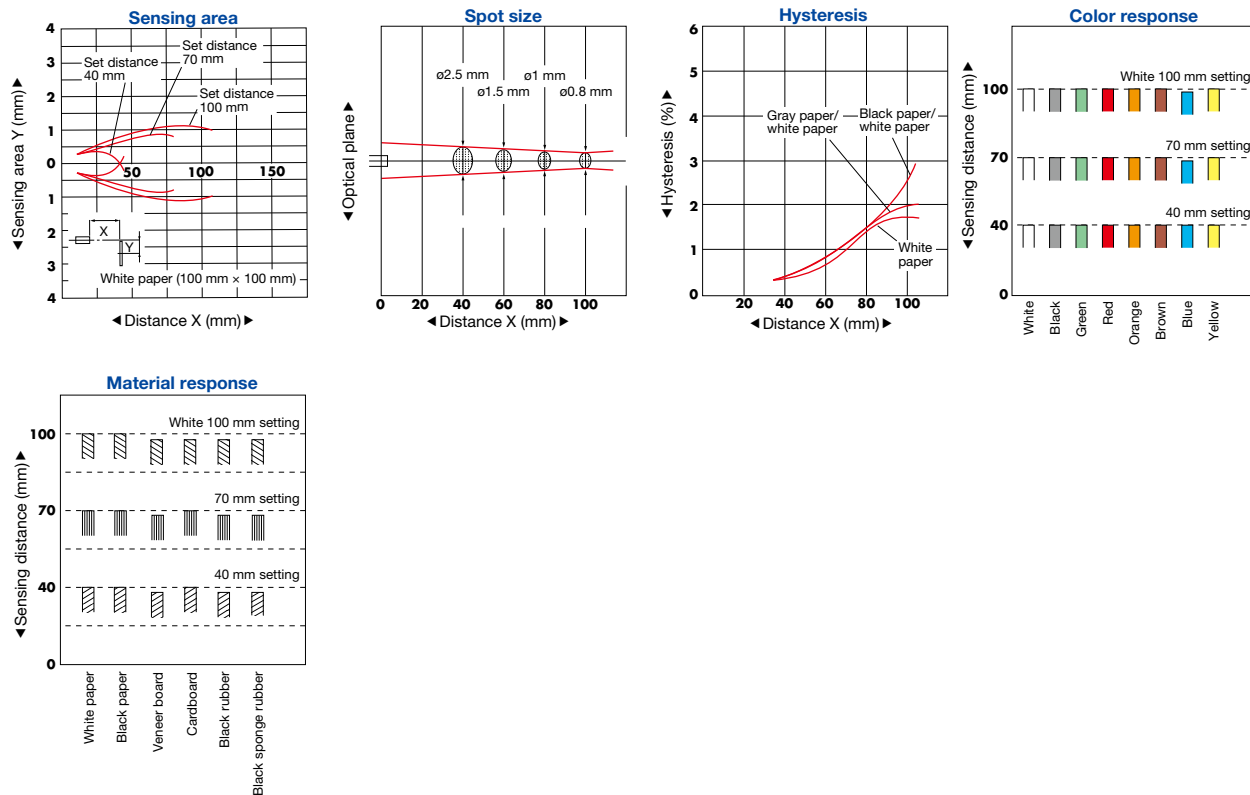 Sensing area
4
3
2
1
0
1
2
3
4
50
100
150
Set distance
70 mm
Set distance
40 mm
Set distance
100 mm
X
Y
White paper (100 mm × 100 mm)
◄Sensing area Y (mm)►
◄Distance X (mm)►
Spot size
ø2.5 mm
ø1.5 mm
ø1 mm
ø0.8 mm
◄Optical plane►
0
20
40
60
80
100
◄Distance X (mm)►
Hysteresis
6
5
4
3
2
1
0
20
40
60
80
100
Gray paper/
white paper
Black paper/
white paper
White
paper
◄Hysteresis (%)►
◄Distance X (mm)►
Color response
White 100 mm setting
100
70 mm setting
70
40 mm setting
40
0
◄Sensing distance (mm)►
White
Black
Green
Red
Orange
Brown
Blue
Yellow
Material response
White 100 mm setting
100
70 mm setting
70
40 mm setting
40
0
◄Sensing distance (mm)►
White paper
Black paper
Veneer board
Cardboard
Black rubber
Black sponge rubber